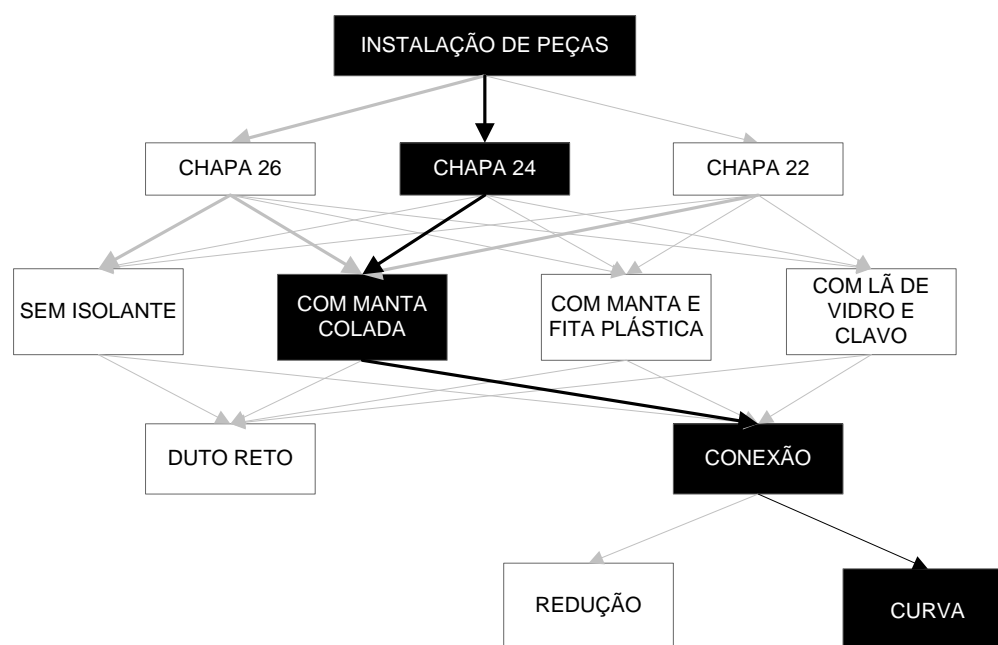 INSTALAÇÃO DE PEÇAS
CHAPA 26
CHAPA 24
CHAPA 22
SEM ISOLANTE
COM MANTA
COLADA
COM MANTA E
FITA PLÁSTICA
COM LÃ DE
VIDRO E
CLAVO
DUTO RETO
CONEXÃO
REDUÇÃO
CURVA